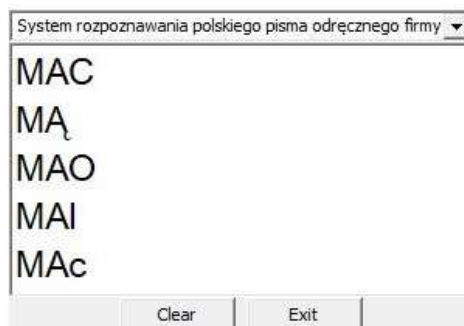 System rozpoznawania polskiego pisma odręcznego firmy
MAC
MĄ
MAO
MAI
MAc
Clear Exit